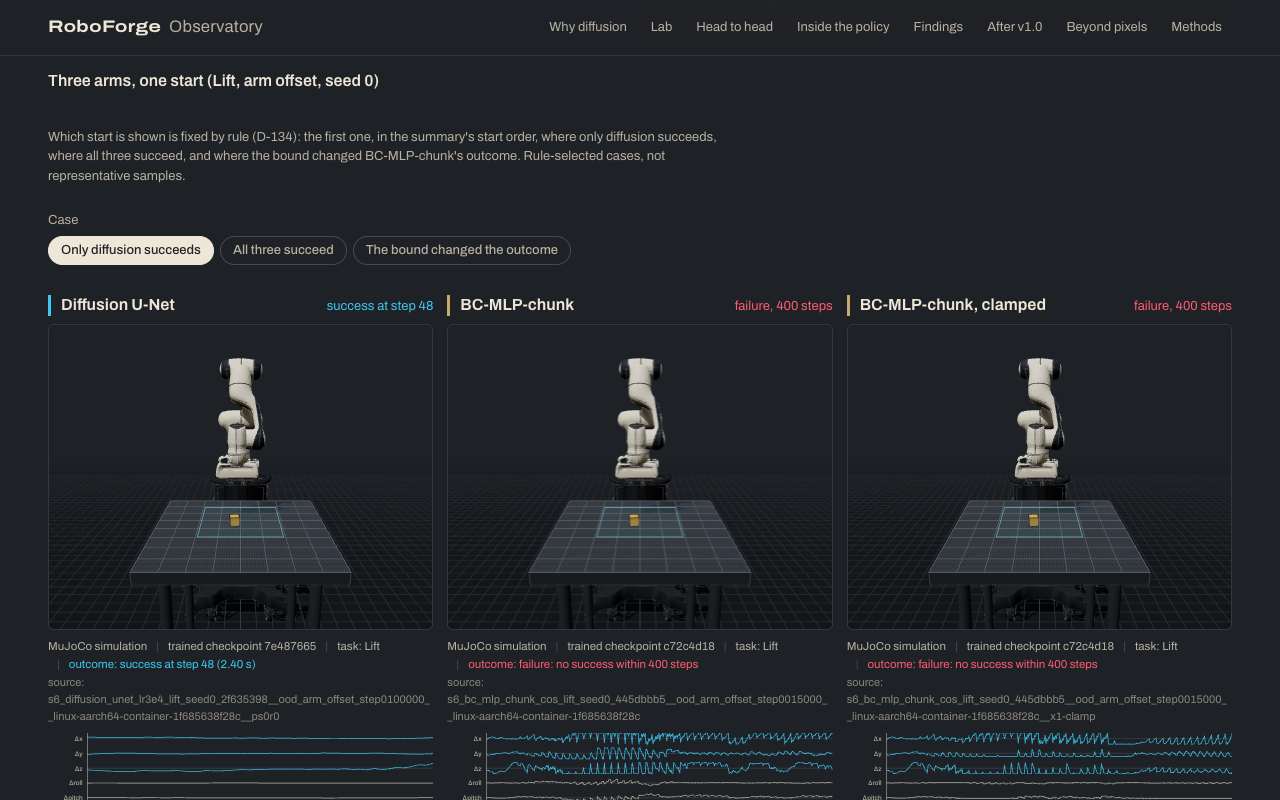 RoboForge Observatory
Why diffusion Lab Head to head Inside the policy Findings After v1.0 Beyond pixels Methods
Three arms, one start (Lift, arm offset, seed 0)
Which start is shown is fixed by rule (D-134): the first one, in the summary's start order, where only diffusion succeeds,
where all three succeed, and where the bound changed BC-MLP-chunk's outcome. Rule-selected cases, not
representative samples.
Case
Only diffusion succeeds All three succeed The bound changed the outcome
Diffusion U-Net success at step 48
MuJoCo simulation | trained checkpoint 7e487665 | task: Lift
| outcome: success at step 48 (2.40 s)
source:
s6_diffusion_unet_lr3e4_lift_seed0_2f635398__ood_arm_offset_step0100000_
_linux-aarch64-container-1f685638f28c__ps0r0
Δx
Δy
Δz
Δroll
Δpitch
BC-MLP-chunk failure, 400 steps
MuJoCo simulation | trained checkpoint c72c4d18 | task: Lift
| outcome: failure: no success within 400 steps
source:
s6_bc_mlp_chunk_cos_lift_seed0_445dbbb5__ood_arm_offset_step0015000_
_linux-aarch64-container-1f685638f28c
Δx
Δy
Δz
Δroll
Δpitch
BC-MLP-chunk, clamped failure, 400 steps
MuJoCo simulation | trained checkpoint c72c4d18 | task: Lift
| outcome: failure: no success within 400 steps
source:
s6_bc_mlp_chunk_cos_lift_seed0_445dbbb5__ood_arm_offset_step0015000_
_linux-aarch64-container-1f685638f28c__x1-clamp
Δx
Δy
Δz
Δroll
Δpitch